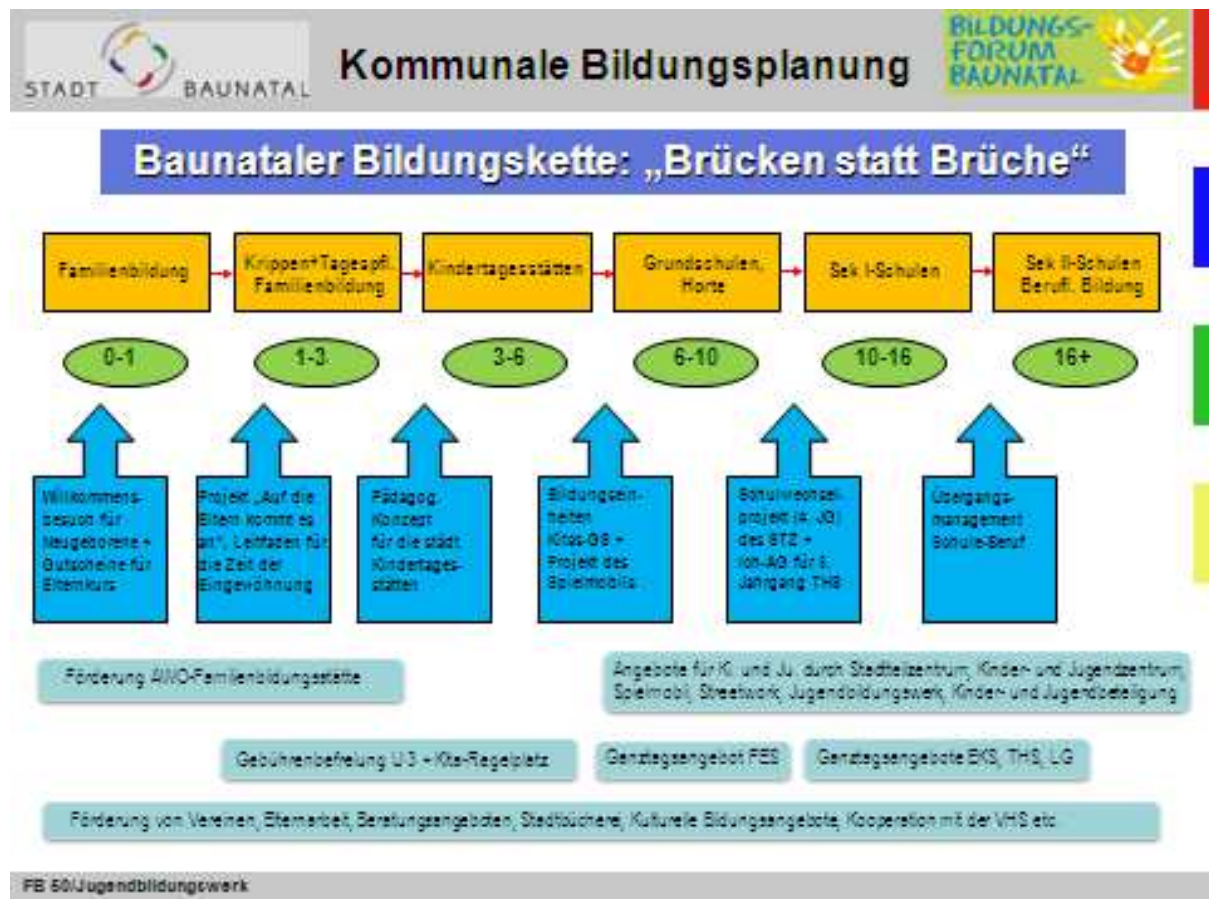 STADT BAUNATAL
Kommunale Bildungsplanung
BILDUNGS-
FORUM
BAUNATAL
Baunataler Bildungskette: „Brücken statt Brüche“
Familienbildung
Krippen+Tagespfl.
Familienbildung
Kindertagesstätten
Grundschulen,
Horte
Sek I-Schulen
Sek II-Schulen
Berufl. Bildung
0-1
1-3
3-6
6-10
10-16
16+
Willkommens-
besuch für
Neugeborene +
Gutscheine für
Elternkurs
Projekt „Auf die
Eltern kommt es
an“, Leitfaden für
die Zeit der
Eingewöhnung
Pädagog.
Konzept
für die städt.
Kindertages-
stätten
Bildungsein-
heiten
Kitas-GS +
Projekt des
Spielmobils
Schulwechsel-
projekt (4. JG)
des STZ +
Ich-AG für
Jahrgang THS
Übergangs-
management
Schule-Beruf
Förderung AWO-Familienbildungsstätte
Angebote für Ki. und Ju. durch Stadtteilzentrum, Kinder- und Jugendzentrum,
Spielmobil, Streetwork, Jugendbildungswerk, Kinder- und Jugendbeteiligung
Gebührenbefreiung U-3 + Kita-Regelplatz
Ganztagsangebot FES
Ganztagsangebote EKS, THS, LG
Förderung von Vereinen, Elternarbeit, Beratungsangeboten, Stadtbücherei, Kulturelle Bildungsangebote, Kooperation mit der VHS etc.
FB 50/Jugendbildungswerk